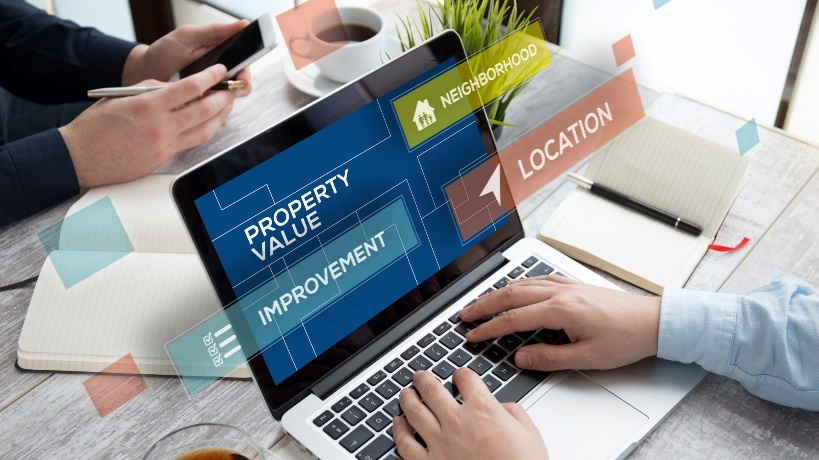 NEIGHBORHOOD
LOCATION
PROPERTY
VALUE
IMPROVEMENT